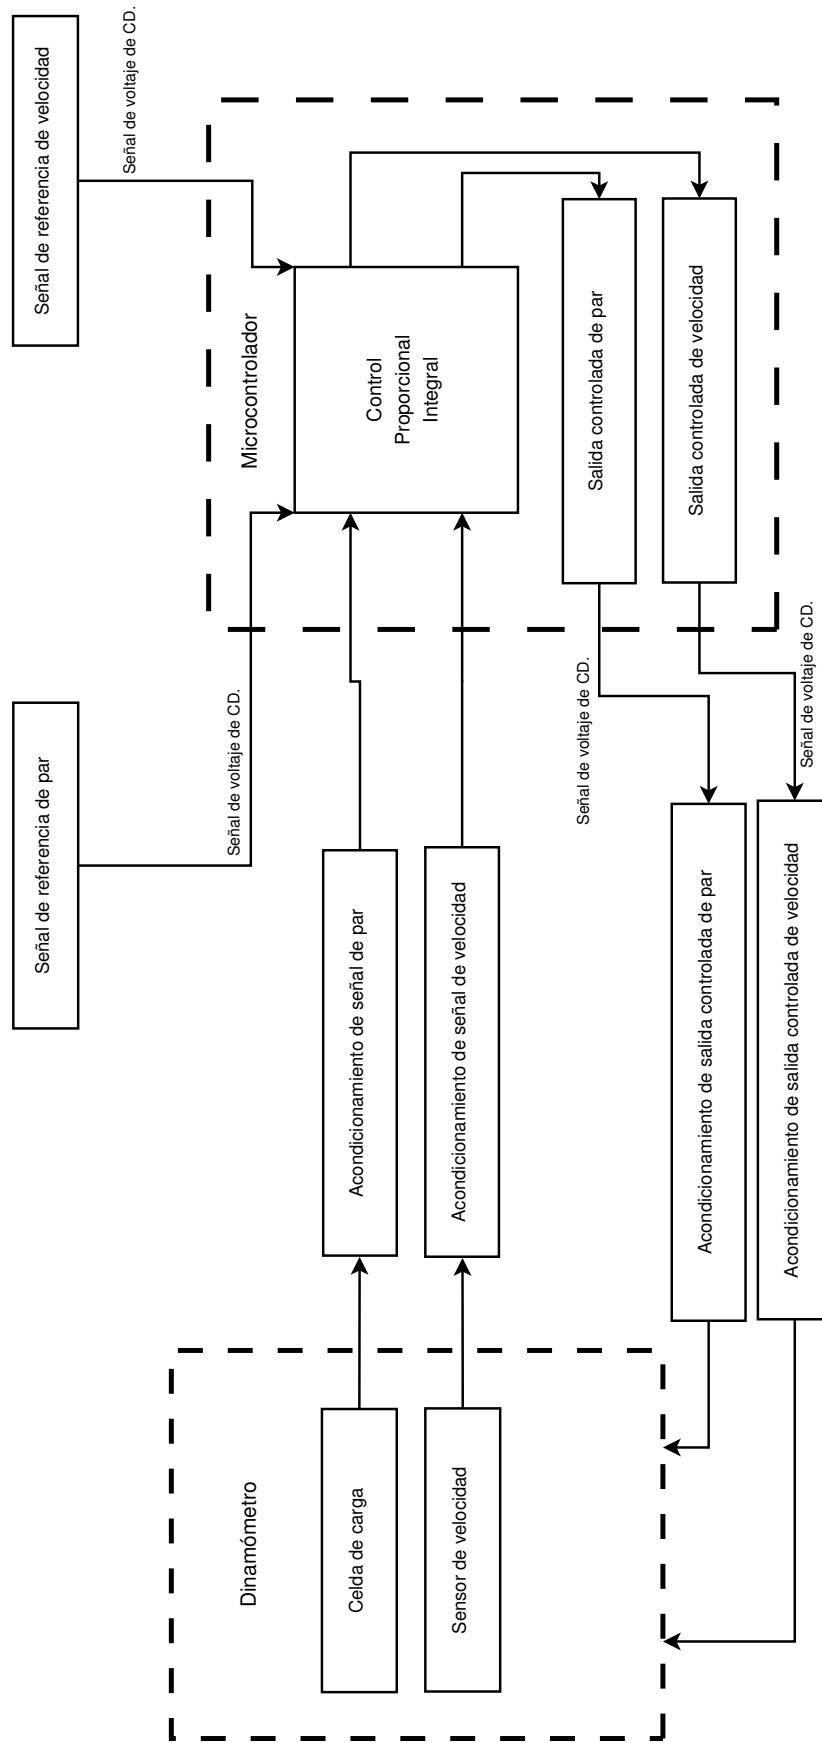 Señal de referencia de par
Señal de referencia de velocidad
Señal de voltaje de CD.
Señal de voltaje de CD.
Dinamómetro
Microcontrolador
Celda de carga
Acondicionamiento de señal de par
Control
Proporcional
Integral
Sensor de velocidad
Acondicionamiento de señal de velocidad
Salida controlada de par
Señal de voltaje de CD.
Salida controlada de velocidad
Acondicionamiento de salida controlada de par
Señal de voltaje de CD.
Acondicionamiento de salida controlada de velocidad